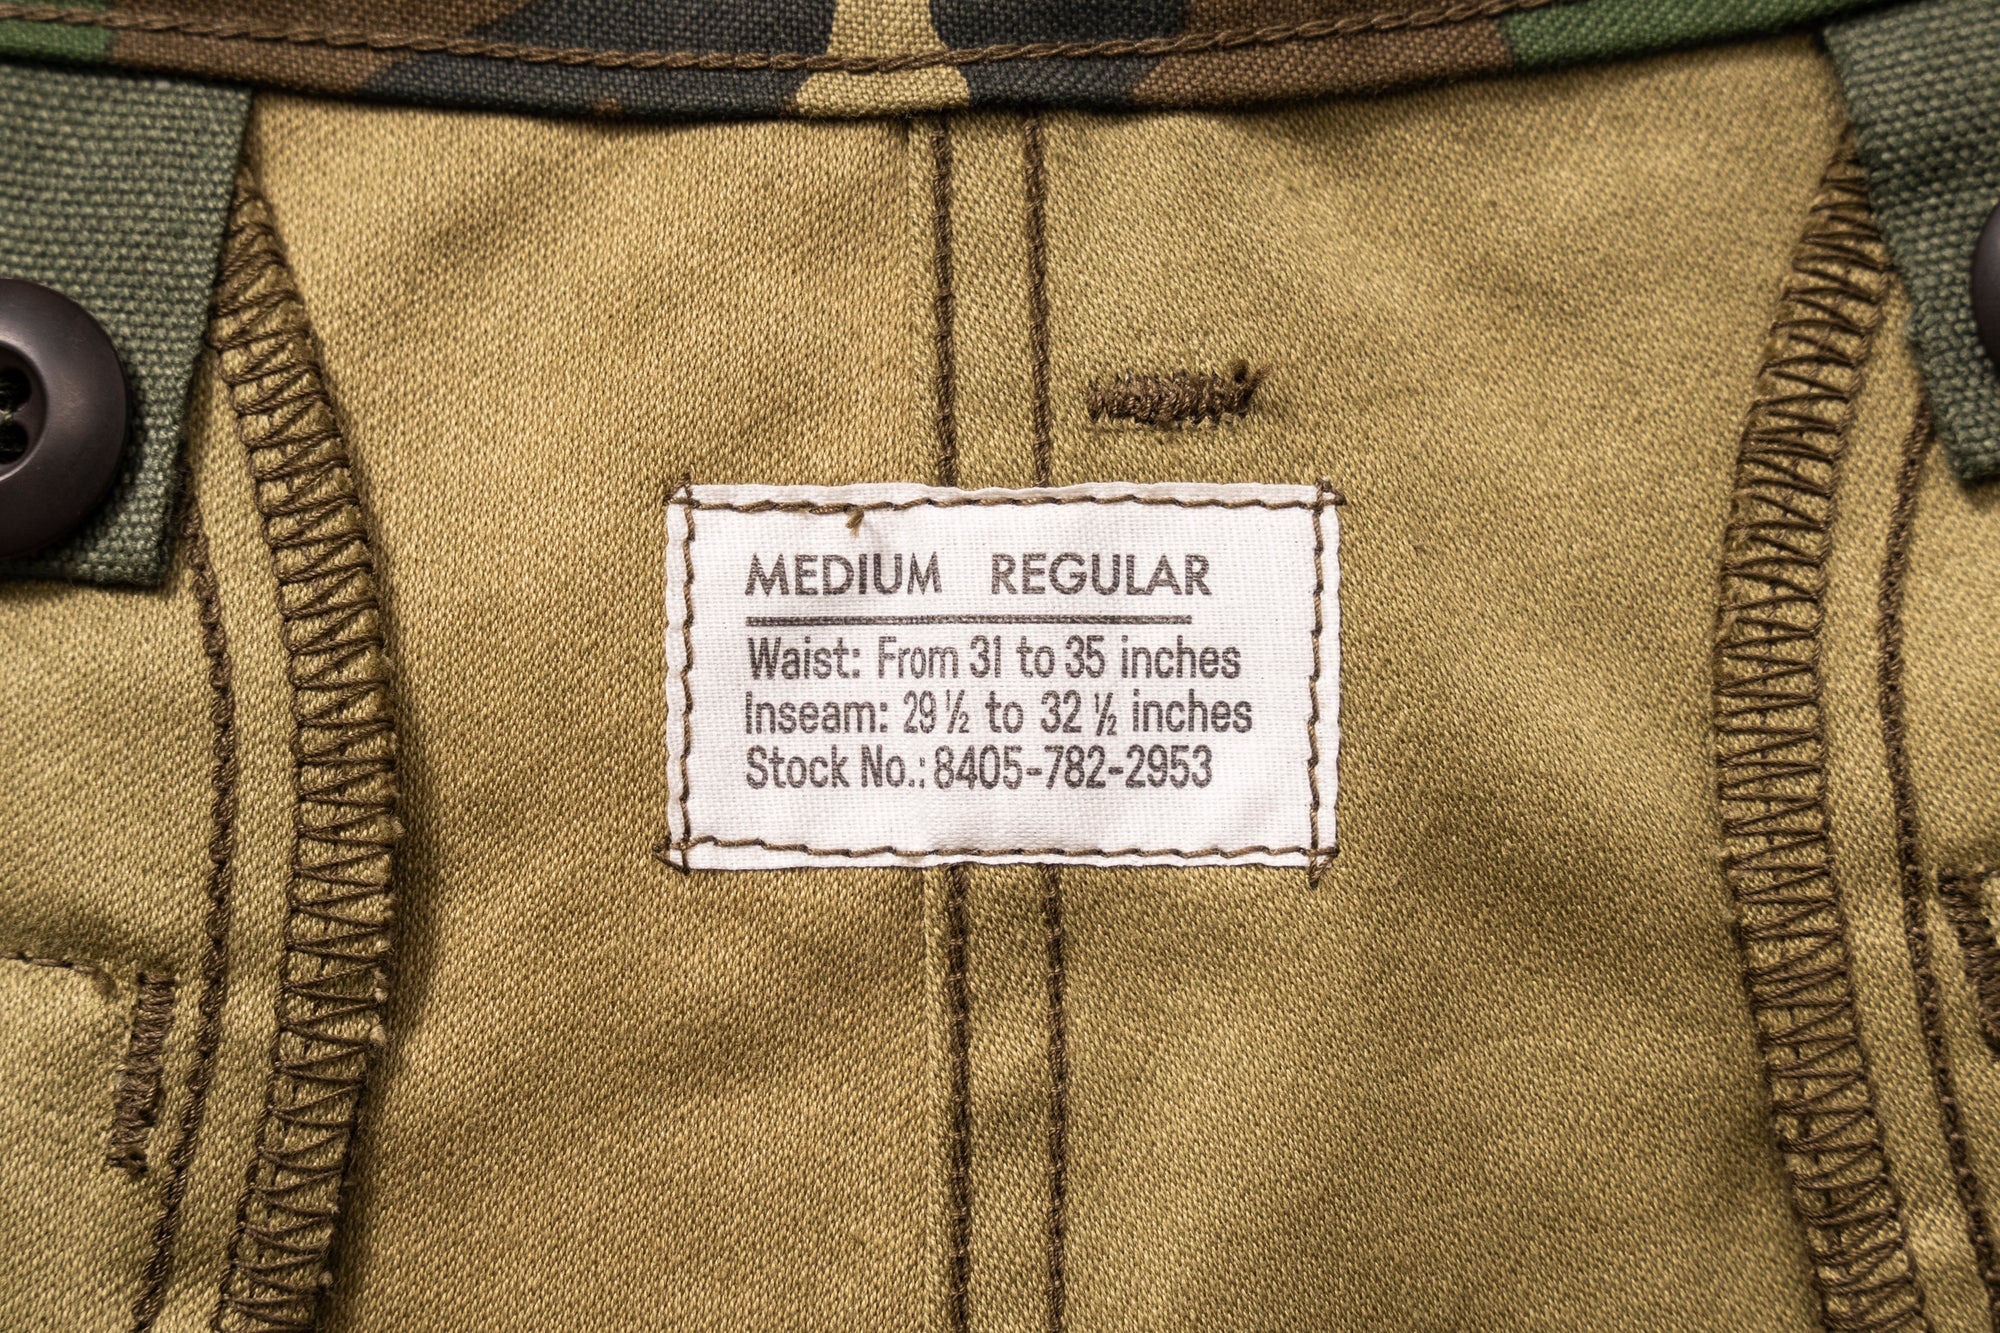 MEDIUM REGULAR
Waist: From 31 to 35 inches
Inseam: 29 ½ to 32 ½ inches
Stock No.: 8405-782-2953